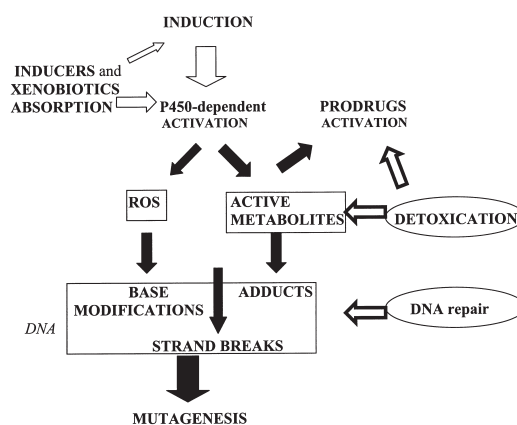 INDUCTION
INDUCERS and
XENOBIOTICS
ABSORPTION
P450-dependent
ACTIVATION
PRODRUGS
ACTIVATION
ROS
ACTIVE
METABOLITES
DETOXICATION
BASE
MODIFICATIONS
ADDUCTS
DNA repair
DNA
STRAND BREAKS
MUTAGENESIS